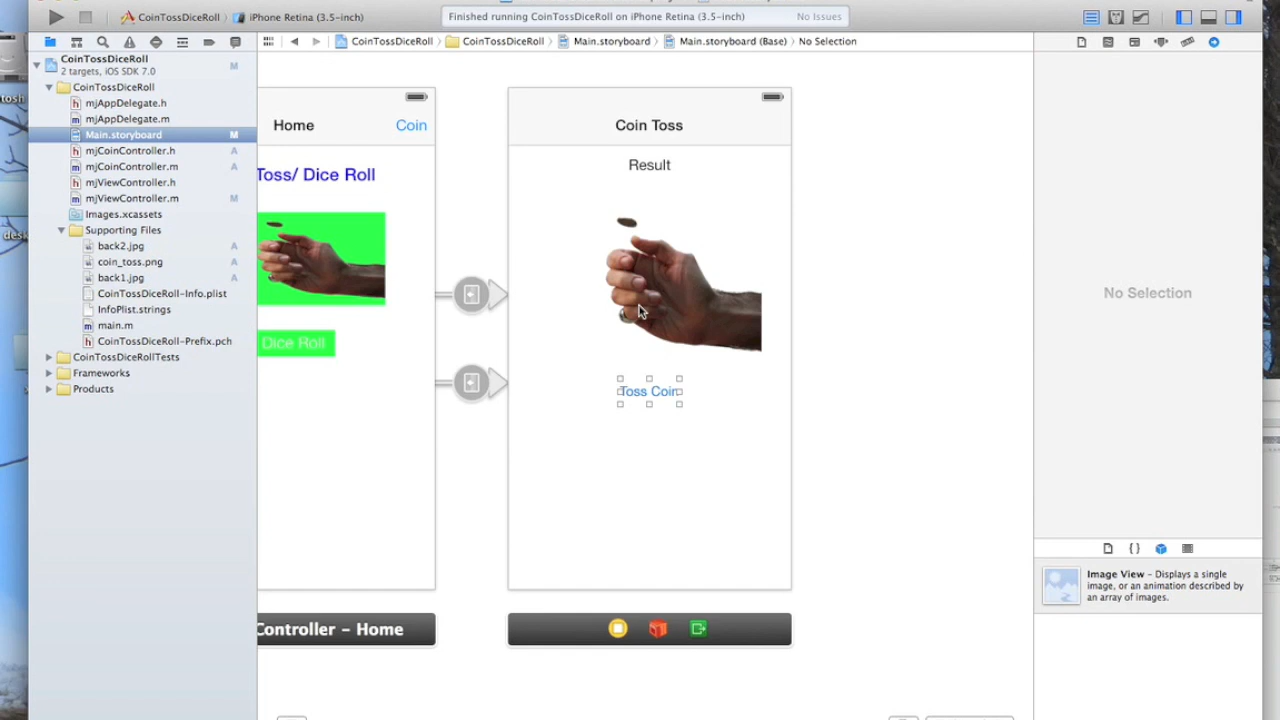 CoinTossDiceRoll iPhone Retina (3.5-inch)
Finished running CoinTossDiceRoll on iPhone Retina (3.5-inch) No Issues
CoinTossDiceRoll CoinTossDiceRoll Main.storyboard Main.storyboard (Base) No Selection
CoinTossDiceRoll
2 targets, iOS SDK 7.0
M
CoinTossDiceRoll
mjAppDelegate.h
mjAppDelegate.m
Main.storyboard M
mjCoinController.h A
mjCoinController.m A
mjViewController.h
mjViewController.m M
Images.xcassets
Supporting Files
back2.jpg A
coin_toss.png A
back1.jpg A
CoinTossDiceRoll-Info.plist
InfoPlist.strings
main.m
CoinTossDiceRoll-Prefix.pch
CoinTossDiceRollTests
Frameworks
Products
tosh
desk
Home Coin
Toss/ Dice Roll
Dice Roll
Controller – Home
Coin Toss
Result
Toss Coin
No Selection
{ }
Image View – Displays a single
image, or an animation described by
an array of images.